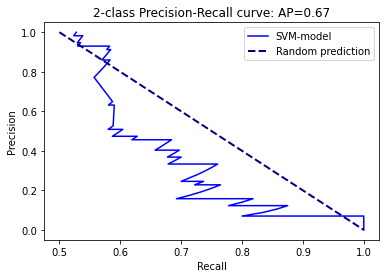 2-class Precision-Recall curve: AP=0.67
SVM-model
Random prediction
Precision
1.0
0.8
0.6
0.4
0.2
0.0
0.5 0.6 0.7 0.8 0.9 1.0
Recall